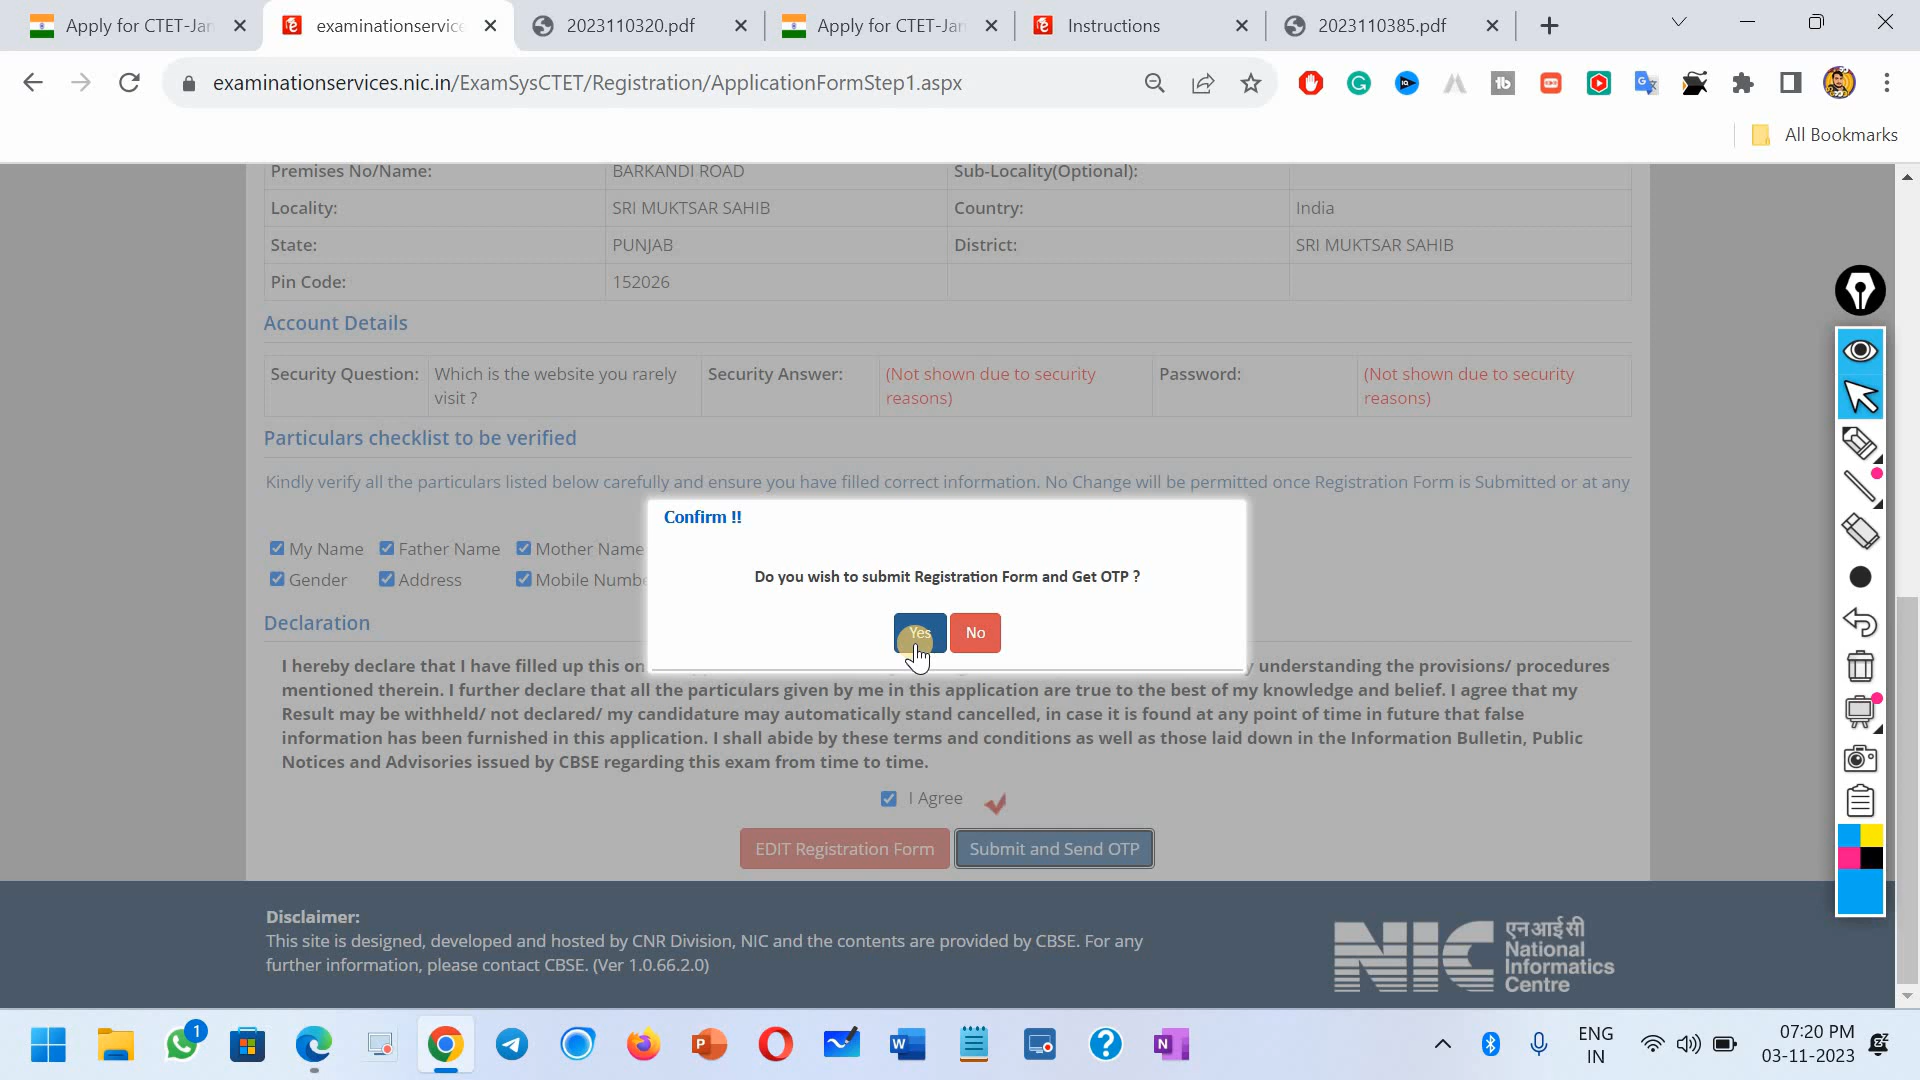 Apply for CTET-Jan
examinationservice
2023110320.pdf
Apply for CTET-Jan
Instructions
2023110385.pdf
examinationservices.nic.in/ExamSysCTET/Registration/ApplicationFormStep1.aspx
All Bookmarks
Premises No/Name: BARKANDI ROAD Sub-Locality(Optional):
Locality: SRI MUKTSAR SAHIB Country: India
State: PUNJAB District: SRI MUKTSAR SAHIB
Pin Code: 152026
Account Details
Security Question: Which is the website you rarely visit ? Security Answer: (Not shown due to security reasons) Password: (Not shown due to security reasons)
Particulars checklist to be verified
Kindly verify all the particulars listed below carefully and ensure you have filled correct information. No Change will be permitted once Registration Form is Submitted or at any
Confirm !!
My Name Father Name Mother Name
Do you wish to submit Registration Form and Get OTP ?
Gender Address Mobile Numbe
Declaration
Yes No
I hereby declare that I have filled up this on understanding the provisions/ procedures
mentioned therein. I further declare that all the particulars given by me in this application are true to the best of my knowledge and belief. I agree that my
Result may be withheld/ not declared/ my candidature may automatically stand cancelled, in case it is found at any point of time in future that false
information has been furnished in this application. I shall abide by these terms and conditions as well as those laid down in the Information Bulletin, Public
Notices and Advisories issued by CBSE regarding this exam from time to time.
I Agree
EDIT Registration Form Submit and Send OTP
Disclaimer:
This site is designed, developed and hosted by CNR Division, NIC and the contents are provided by CBSE. For any
further information, please contact CBSE. (Ver 1.0.66.2.0)
NIC एनआईसी
National
Informatics
Centre
1
ENG
IN
07:20 PM
03-11-2023